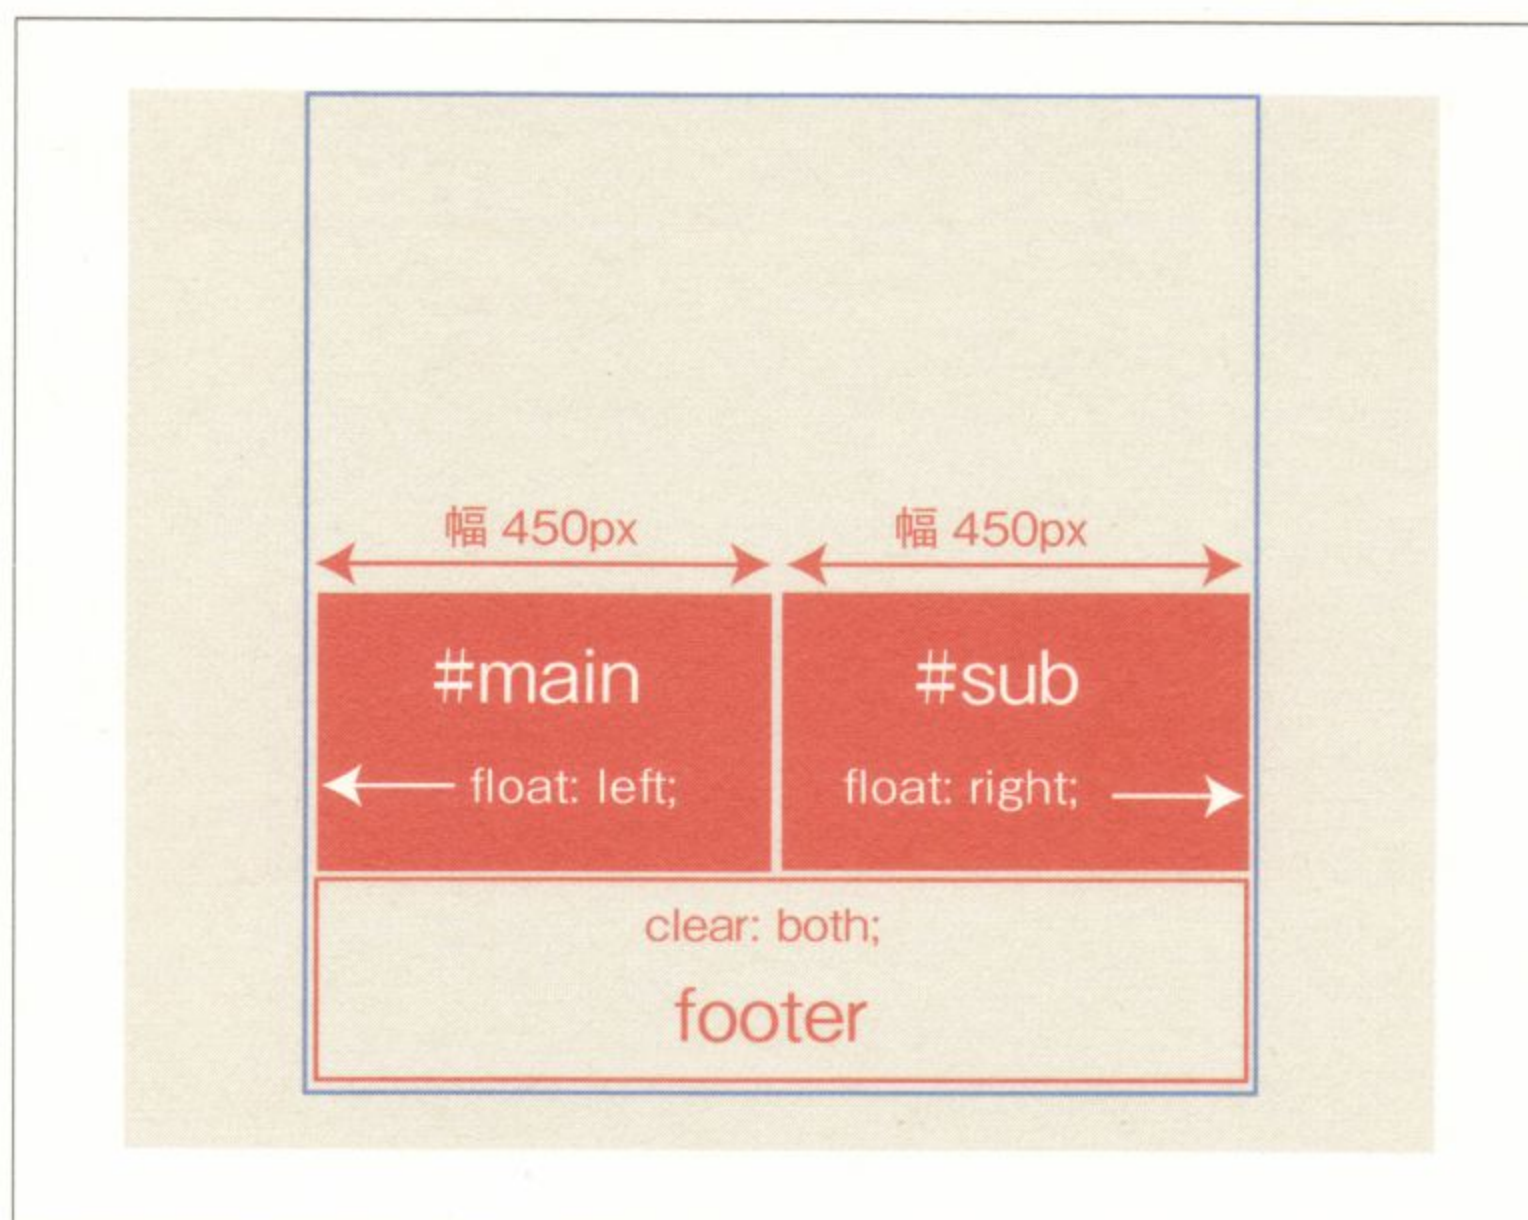 幅 450px
幅 450px
#main
#sub
float: left;
float: right;
clear: both;
footer